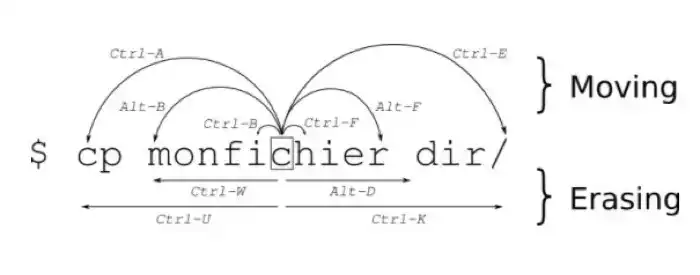 Ctrl-A Ctrl-E
Moving
Alt-B Alt-F
Ctrl-B Ctrl-F
$ cp monfichier dir/
Ctrl-W Alt-D
Erasing
Ctrl-U Ctrl-K